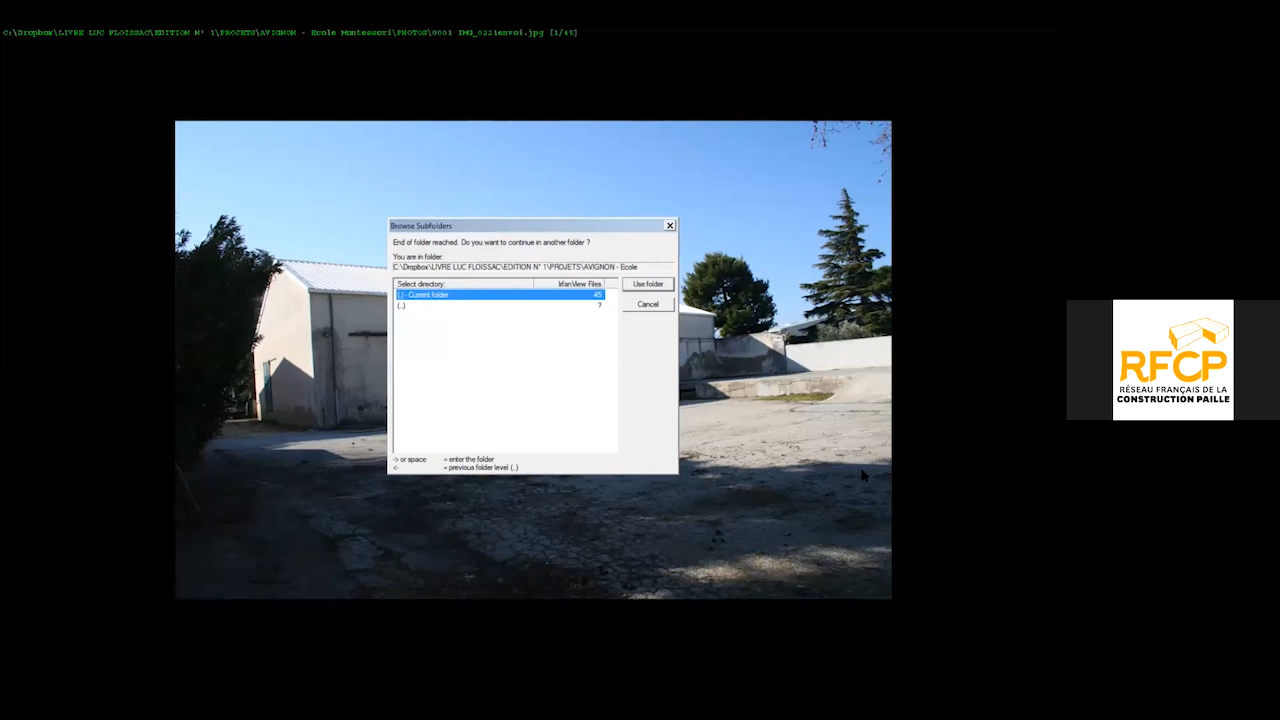 C:\Dropbox\LIVRE LUC FLOISSAC\EDITION N° 1\PROJETS\AVIGNON - Ecole Montessori\PHOTOS\0001 IMG_0221envoi.jpg [1/45]
Browse Subfolders
End of folder reached. Do you want to continue in another folder ?
You are in folder:
C:\Dropbox\LIVRE LUC FLOISSAC\EDITION N° 1\PROJETS\AVIGNON - Ecole
Select directory: IrfanView Files
(.) - Current folder 45
(..) ?
Use folder
Cancel
-> or space = enter the folder
<- = previous folder level (..)
RFCP
RÉSEAU FRANÇAIS DE LA
CONSTRUCTION PAILLE